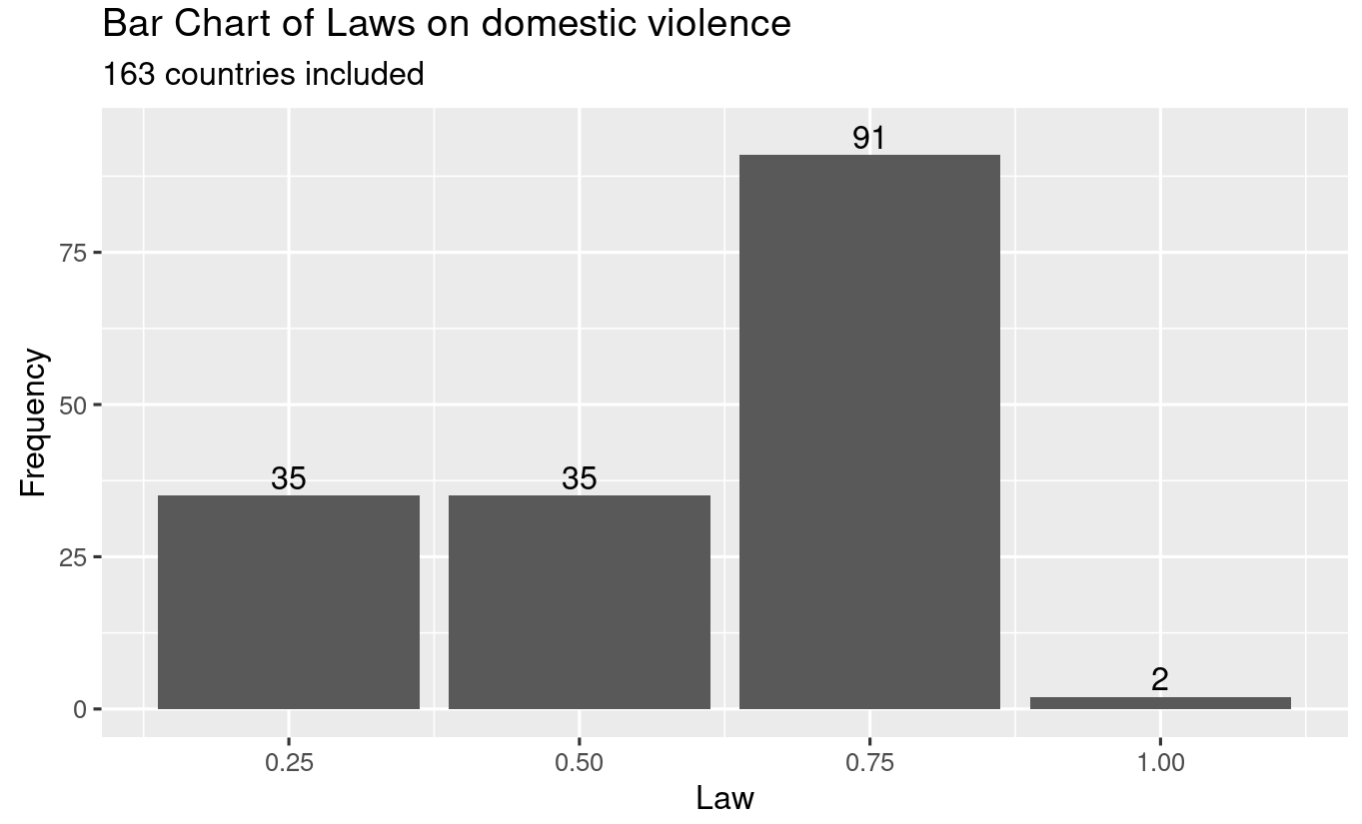 Bar Chart of Laws on domestic violence
163 countries included
91
75
Frequency
50
35 35
25
2
0
0.25 0.50 0.75 1.00
Law